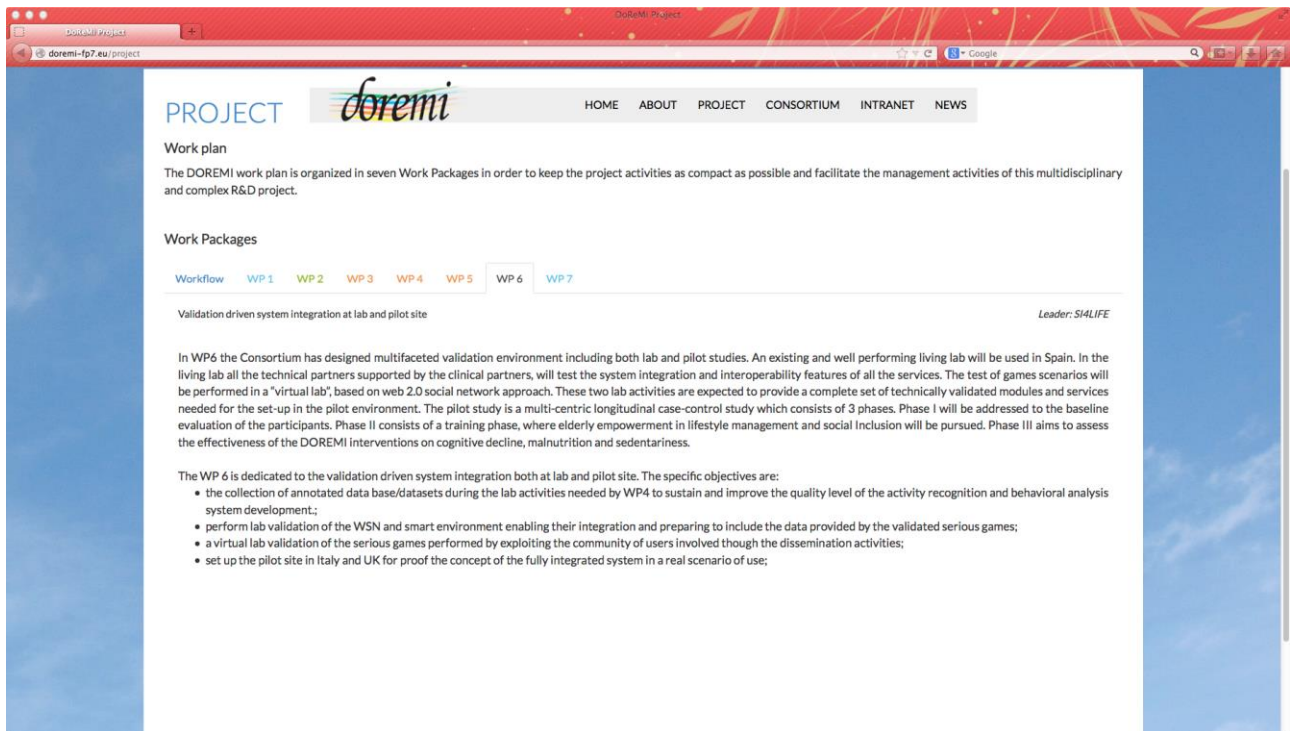 DoReMi Project
DoReMi Project
+
doremi-fp7.eu/project
Google
PROJECT
doremi
HOME ABOUT PROJECT CONSORTIUM INTRANET NEWS
Work plan
The DOREMI work plan is organized in seven Work Packages in order to keep the project activities as compact as possible and facilitate the management activities of this multidisciplinary
and complex R&D project.
Work Packages
Workflow WP 1 WP 2 WP 3 WP 4 WP 5 WP 6 WP 7
Validation driven system integration at lab and pilot site Leader: SI4LIFE
In WP6 the Consortium has designed multifaceted validation environment including both lab and pilot studies. An existing and well performing living lab will be used in Spain. In the
living lab all the technical partners supported by the clinical partners, will test the system integration and interoperability features of all the services. The test of games scenarios will
be performed in a "virtual lab", based on web 2.0 social network approach. These two lab activities are expected to provide a complete set of technically validated modules and services
needed for the set-up in the pilot environment. The pilot study is a multi-centric longitudinal case-control study which consists of 3 phases. Phase I will be addressed to the baseline
evaluation of the participants. Phase II consists of a training phase, where elderly empowerment in lifestyle management and social Inclusion will be pursued. Phase III aims to assess
the effectiveness of the DOREMI interventions on cognitive decline, malnutrition and sedentariness.
The WP 6 is dedicated to the validation driven system integration both at lab and pilot site. The specific objectives are:
• the collection of annotated data base/datasets during the lab activities needed by WP4 to sustain and improve the quality level of the activity recognition and behavioral analysis
system development.;
• perform lab validation of the WSN and smart environment enabling their integration and preparing to include the data provided by the validated serious games;
• a virtual lab validation of the serious games performed by exploiting the community of users involved though the dissemination activities;
• set up the pilot site in Italy and UK for proof the concept of the fully integrated system in a real scenario of use;